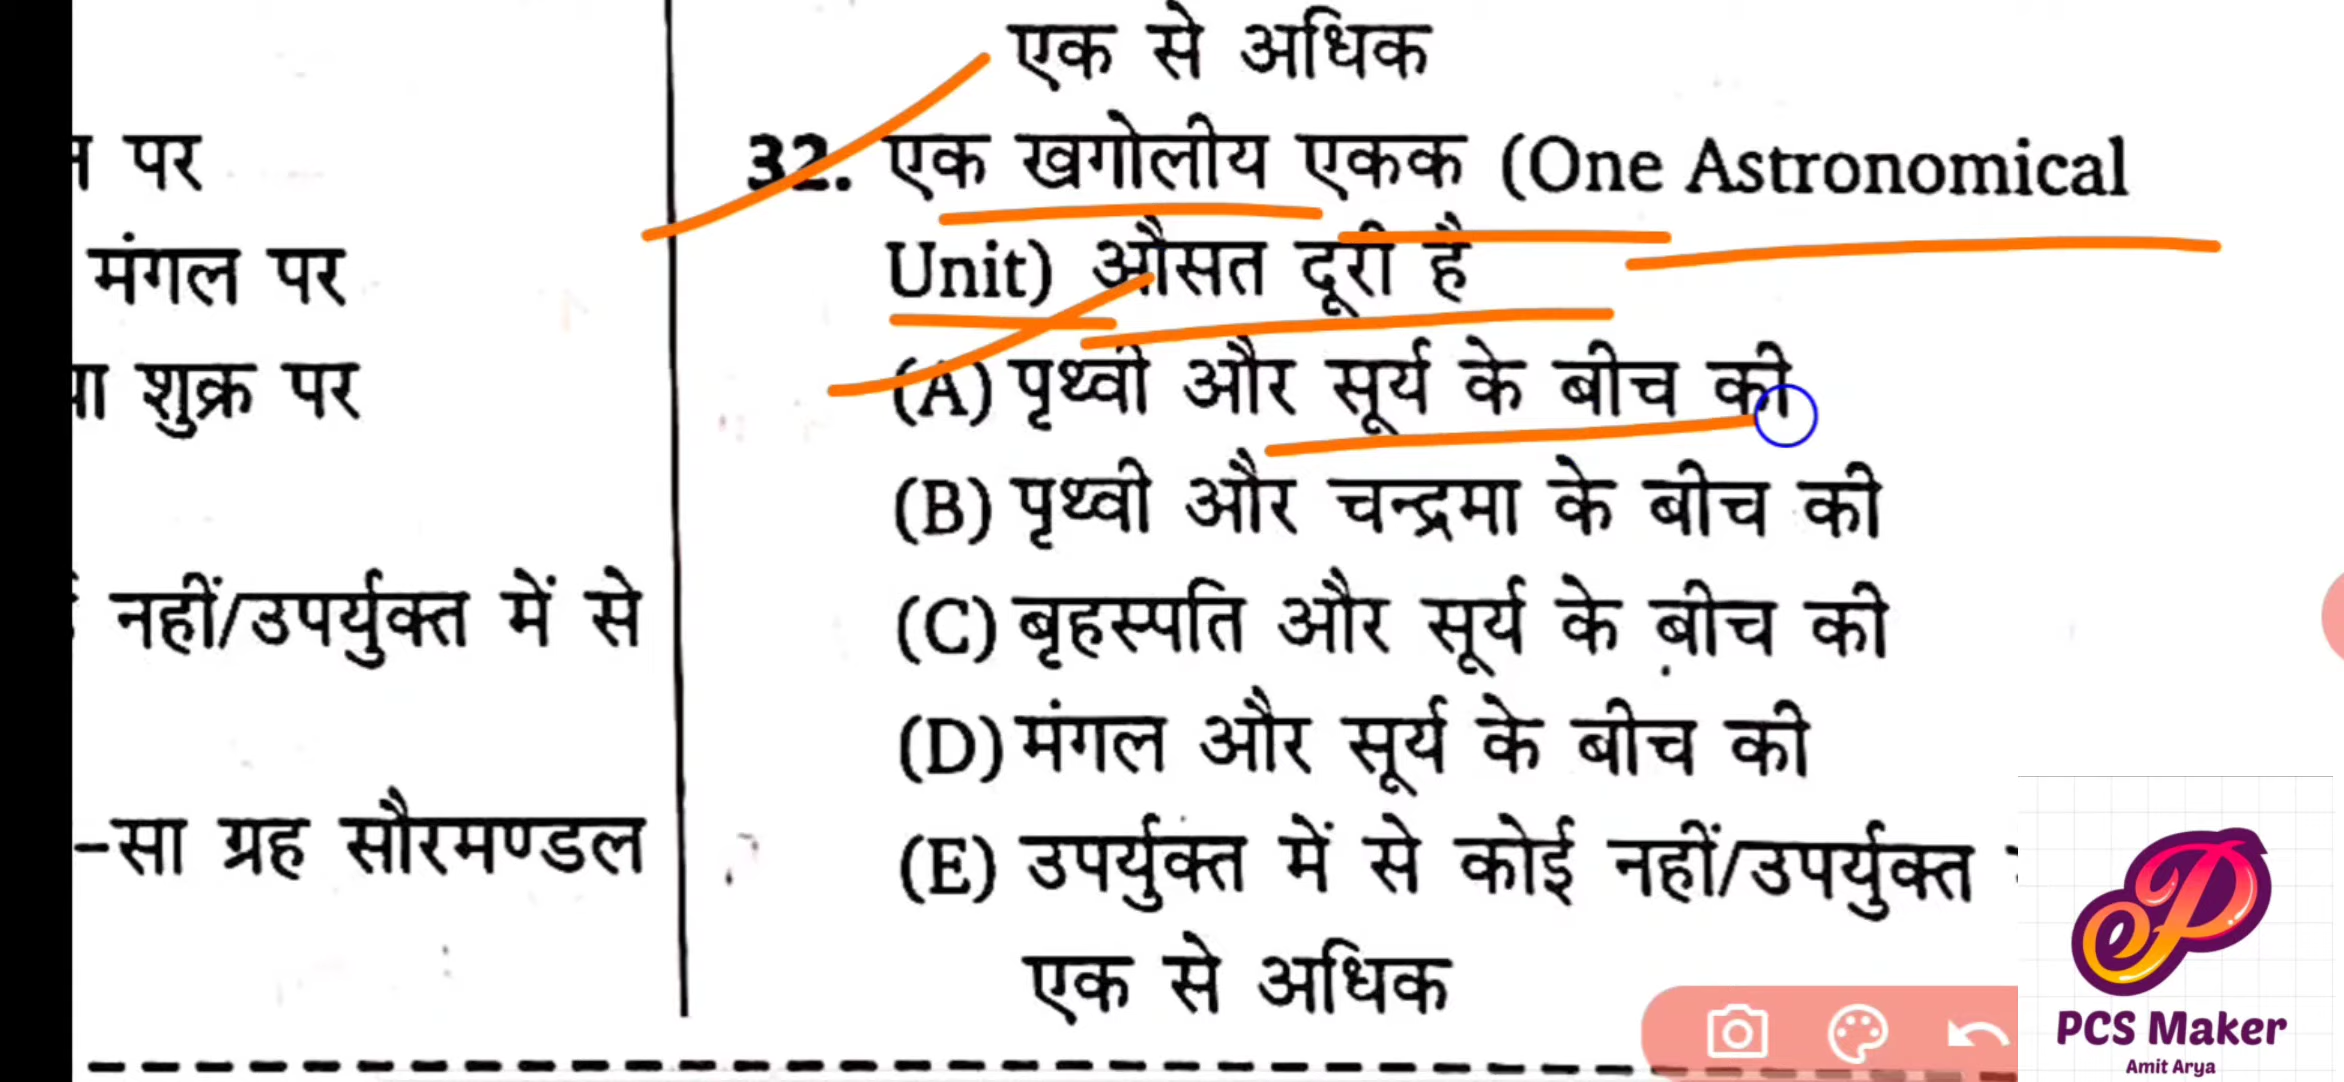 न पर
मंगल पर
या शुक्र पर
नहीं/उपर्युक्त में से
-सा ग्रह सौरमण्डल
एक से अधिक
32. एक खगोलीय एकक (One Astronomical
Unit) औसत दूरी है
(A) पृथ्वी और सूर्य के बीच की
(B) पृथ्वी और चन्द्रमा के बीच की
(C) बृहस्पति और सूर्य के बीच की
(D) मंगल और सूर्य के बीच की
(E) उपर्युक्त में से कोई नहीं/उपर्युक्त
एक से अधिक
PCS Maker
Amit Arya